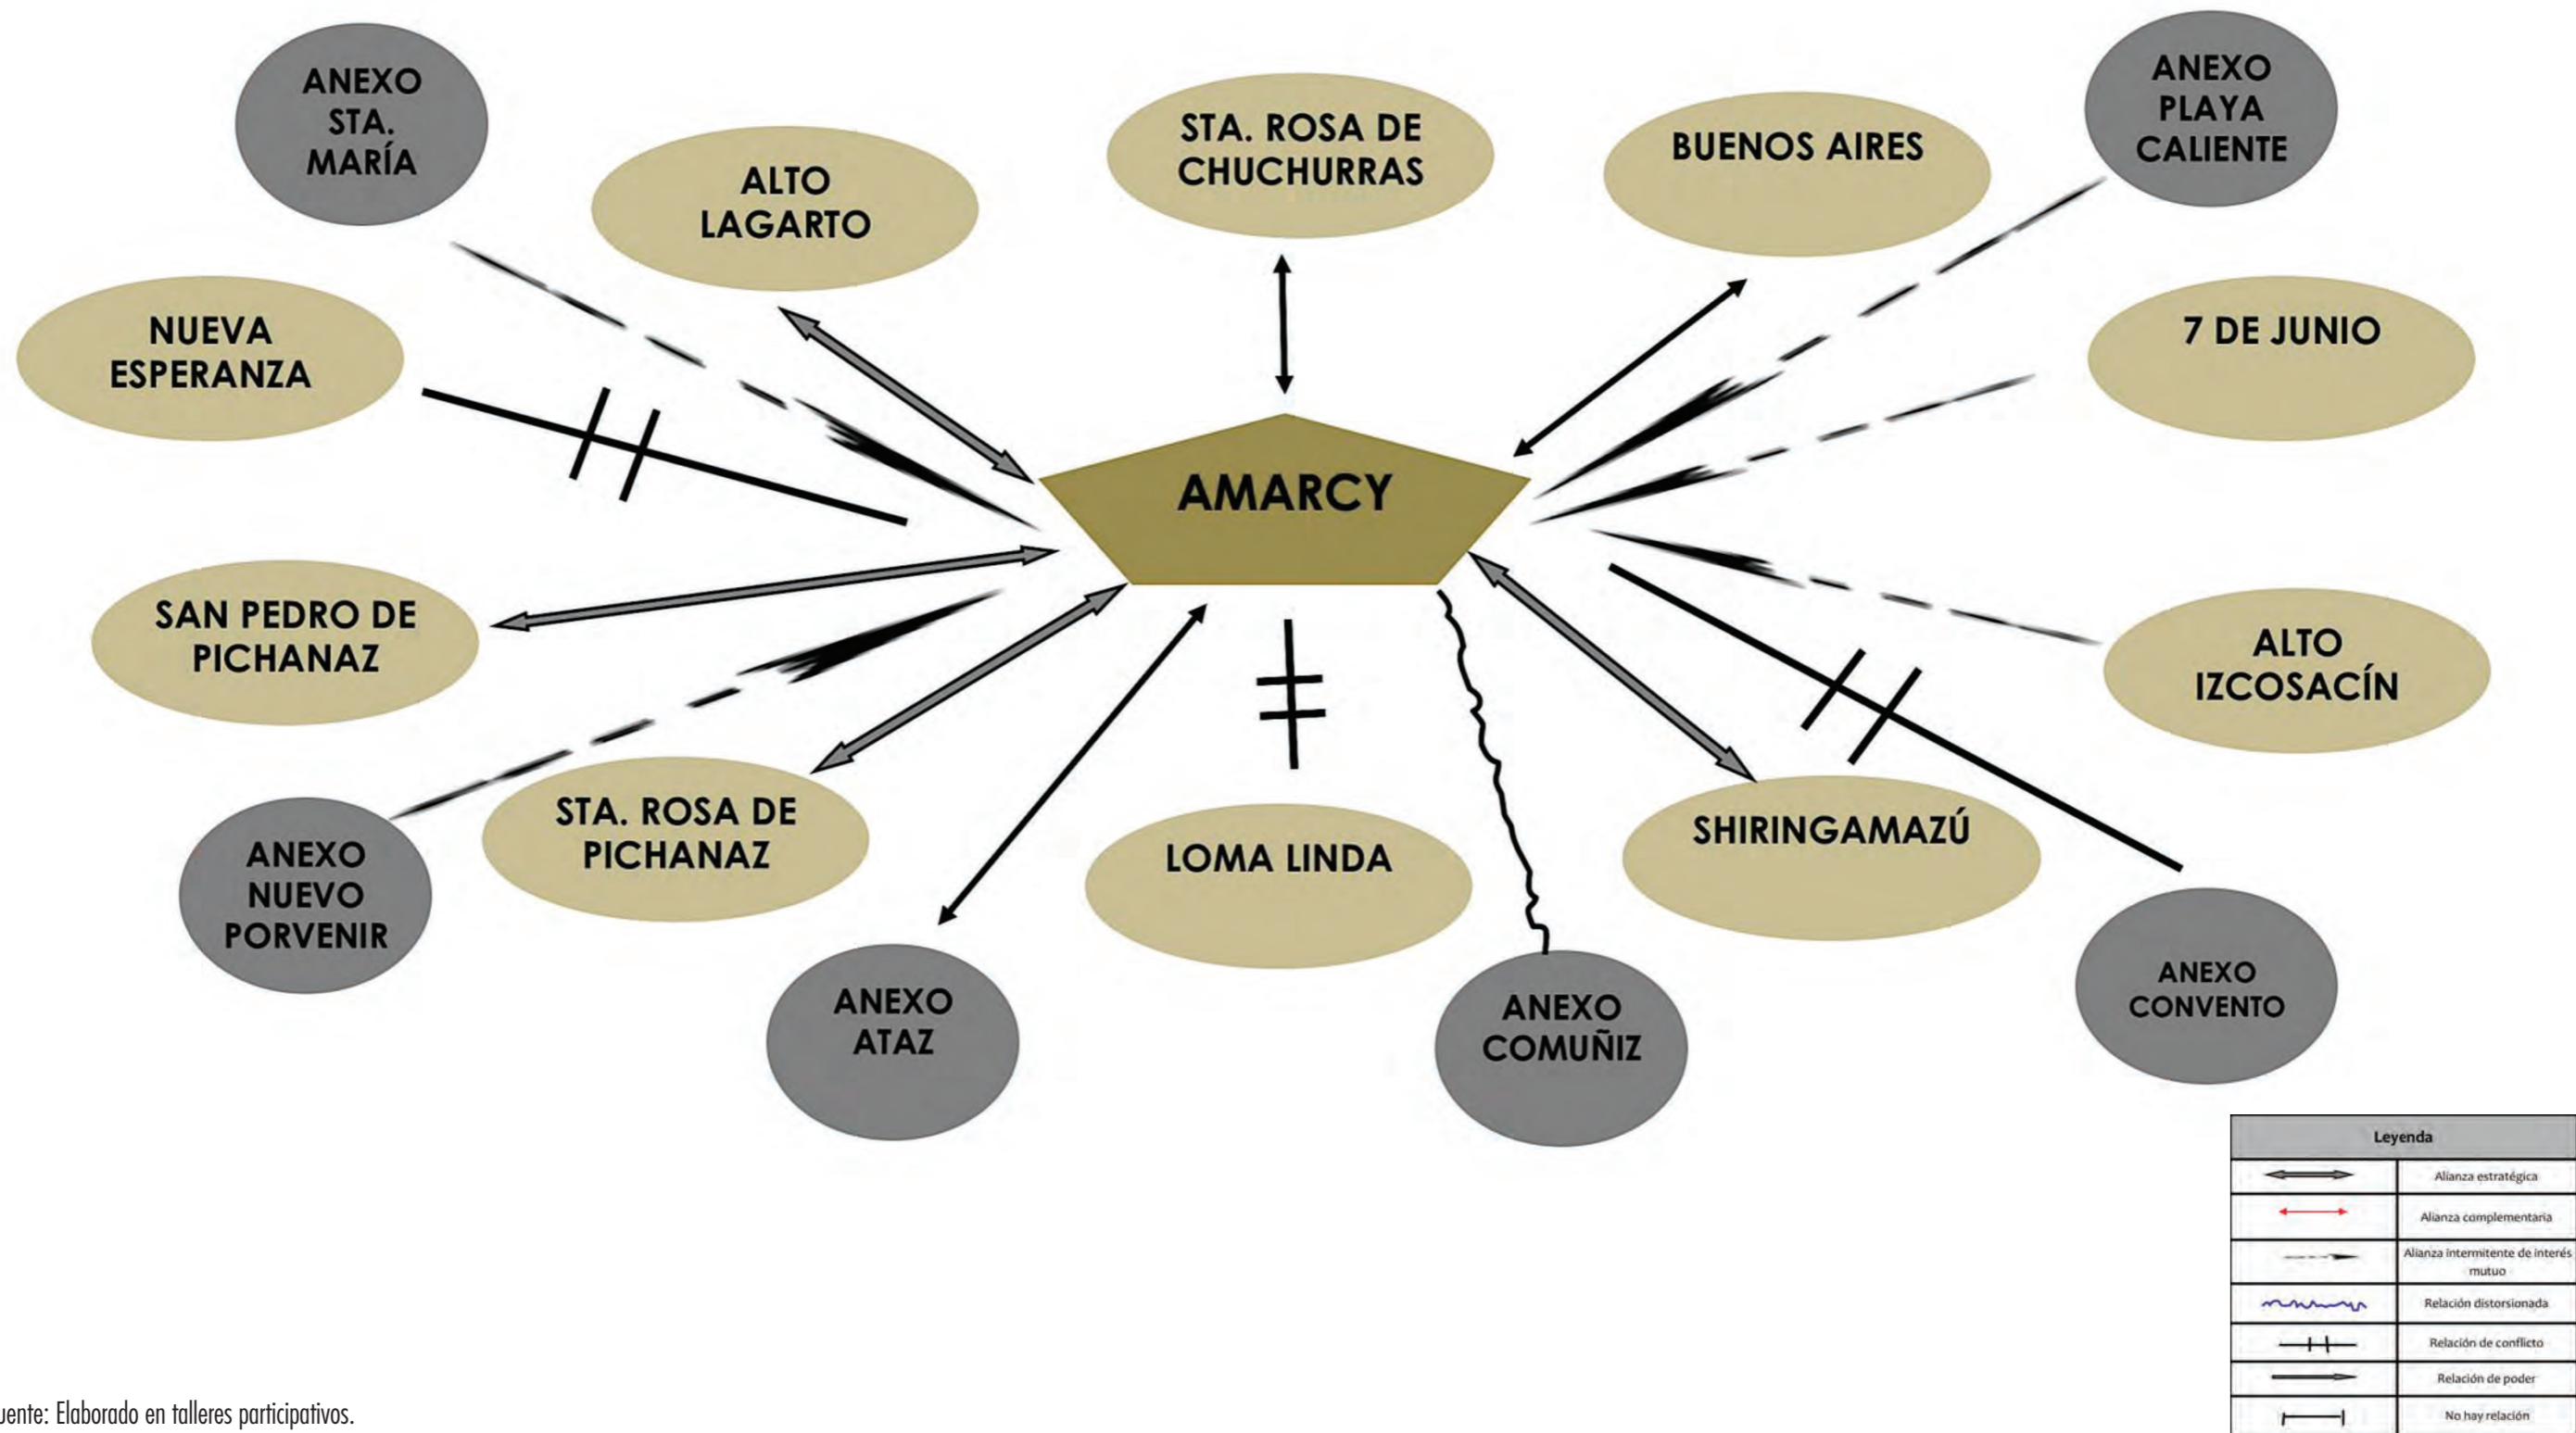 ANEXO
STA.
MARÍA
ALTO
LAGARTO
STA. ROSA DE
CHUCHURRAS
BUENOS AIRES
ANEXO
PLAYA
CALIENTE
NUEVA
ESPERANZA
7 DE JUNIO
AMARCY
SAN PEDRO DE
PICHANAZ
ALTO
IZCOSACÍN
STA. ROSA DE
PICHANAZ
LOMA LINDA
SHIRINGAMAZÚ
ANEXO
NUEVO
PORVENIR
ANEXO
ATAZ
ANEXO
COMUÑIZ
ANEXO
CONVENTO
Leyenda
Alianza estratégica
Alianza complementaria
Alianza intermitente de interés
mutuo
Relación distorsionada
Relación de conflicto
Relación de poder
No hay relación
uente: Elaborado en talleres participativos.